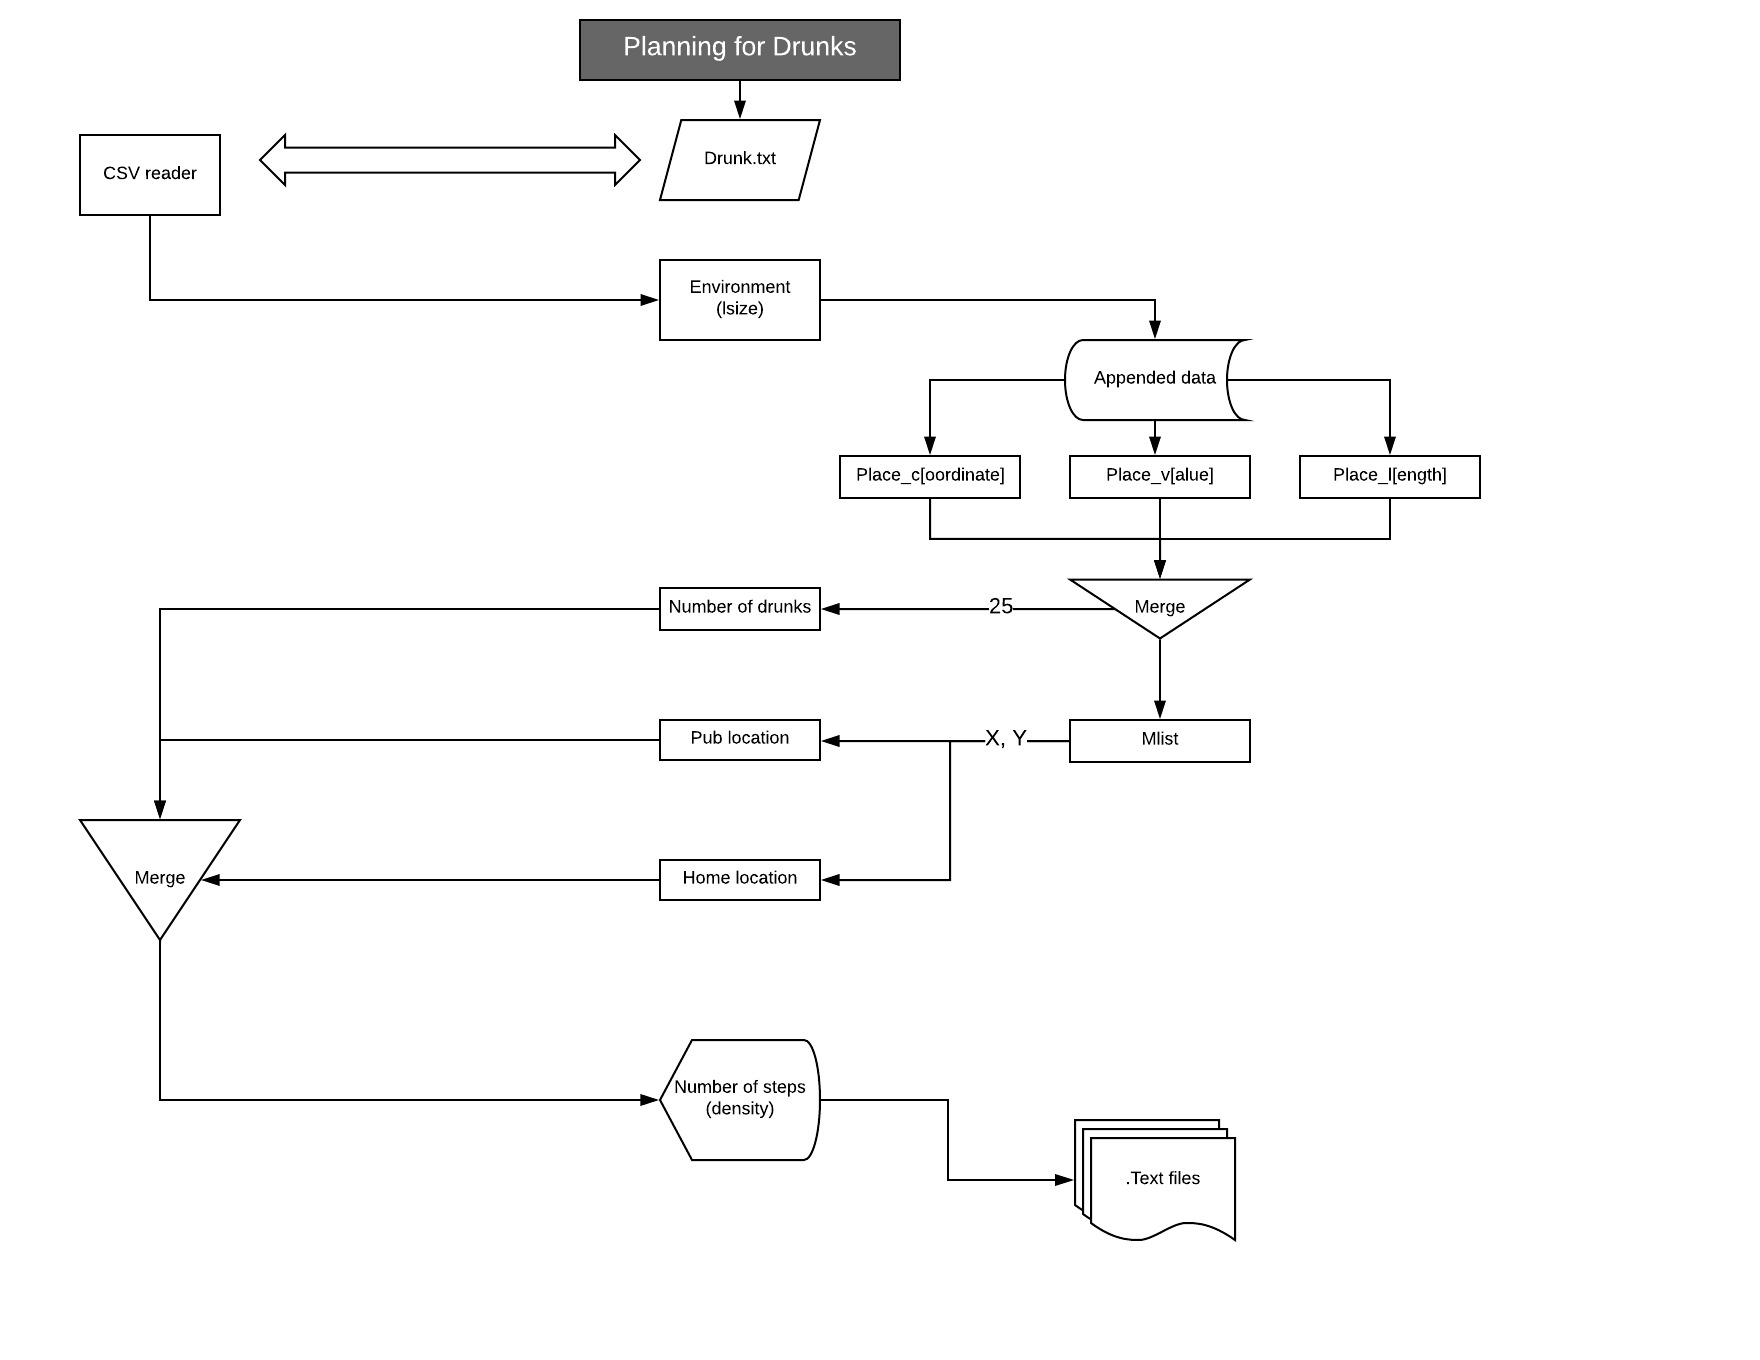 Planning for Drunks
CSV reader
Drunk.txt
Environment
(lsize)
Appended data
Place_c[oordinate]
Place_v[alue]
Place_l[ength]
Number of drunks
25
Merge
Pub location
X, Y
Mlist
Merge
Home location
Number of steps
(density)
.Text files